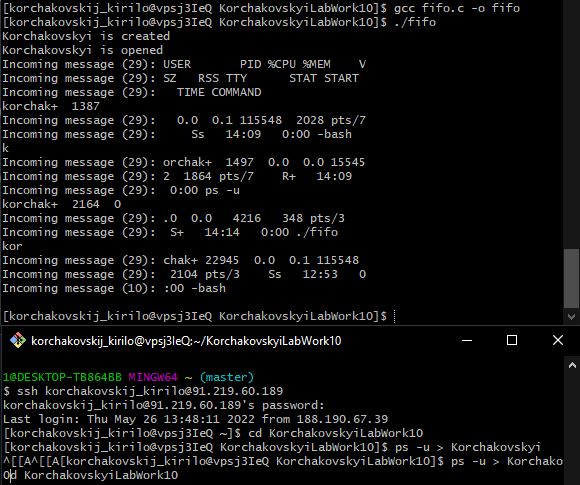 [korchakovskij_kirilo@vpsj3IeQ KorchakovskyiLabWork10]$ gcc fifo.c -o fifo
[korchakovskij_kirilo@vpsj3IeQ KorchakovskyiLabWork10]$ ./fifo
Korchakovskyi is created
Korchakovskyi is opened
Incoming message (29): USER       PID %CPU %MEM    V
Incoming message (29): SZ   RSS TTY      STAT START
Incoming message (29):   TIME COMMAND
korchak+  1387
Incoming message (29):   0.0  0.1 115548  2028 pts/7
Incoming message (29):     Ss   14:09   0:00 -bash
k
Incoming message (29): orchak+  1497  0.0  0.0 15545
Incoming message (29): 2  1864 pts/7    R+   14:09
Incoming message (29):  0:00 ps -u
korchak+  2164  0
Incoming message (29): .0  0.0   4216   348 pts/3
Incoming message (29):  S+   14:14   0:00 ./fifo
kor
Incoming message (29): chak+ 22945  0.0  0.1 115548
Incoming message (29):  2104 pts/3    Ss   12:53   0
Incoming message (10): :00 -bash
[korchakovskij_kirilo@vpsj3IeQ KorchakovskyiLabWork10]$
korchakovskij_kirilo@vpsj3IeQ:~/KorchakovskyiLabWork10
1@DESKTOP-TB864BB MINGW64 ~ (master)
$ ssh korchakovskij_kirilo@91.219.60.189
korchakovskij_kirilo@91.219.60.189's password:
Last login: Thu May 26 13:48:11 2022 from 188.190.67.39
[korchakovskij_kirilo@vpsj3IeQ ~]$ cd KorchakovskyiLabWork10
[korchakovskij_kirilo@vpsj3IeQ KorchakovskyiLabWork10]$ ps -u > Korchakovskyi
^[[A^[[A[korchakovskij_kirilo@vpsj3IeQ KorchakovskyiLabWork10]$ ps -u > Korchako
0d KorchakovskyiLabWork10